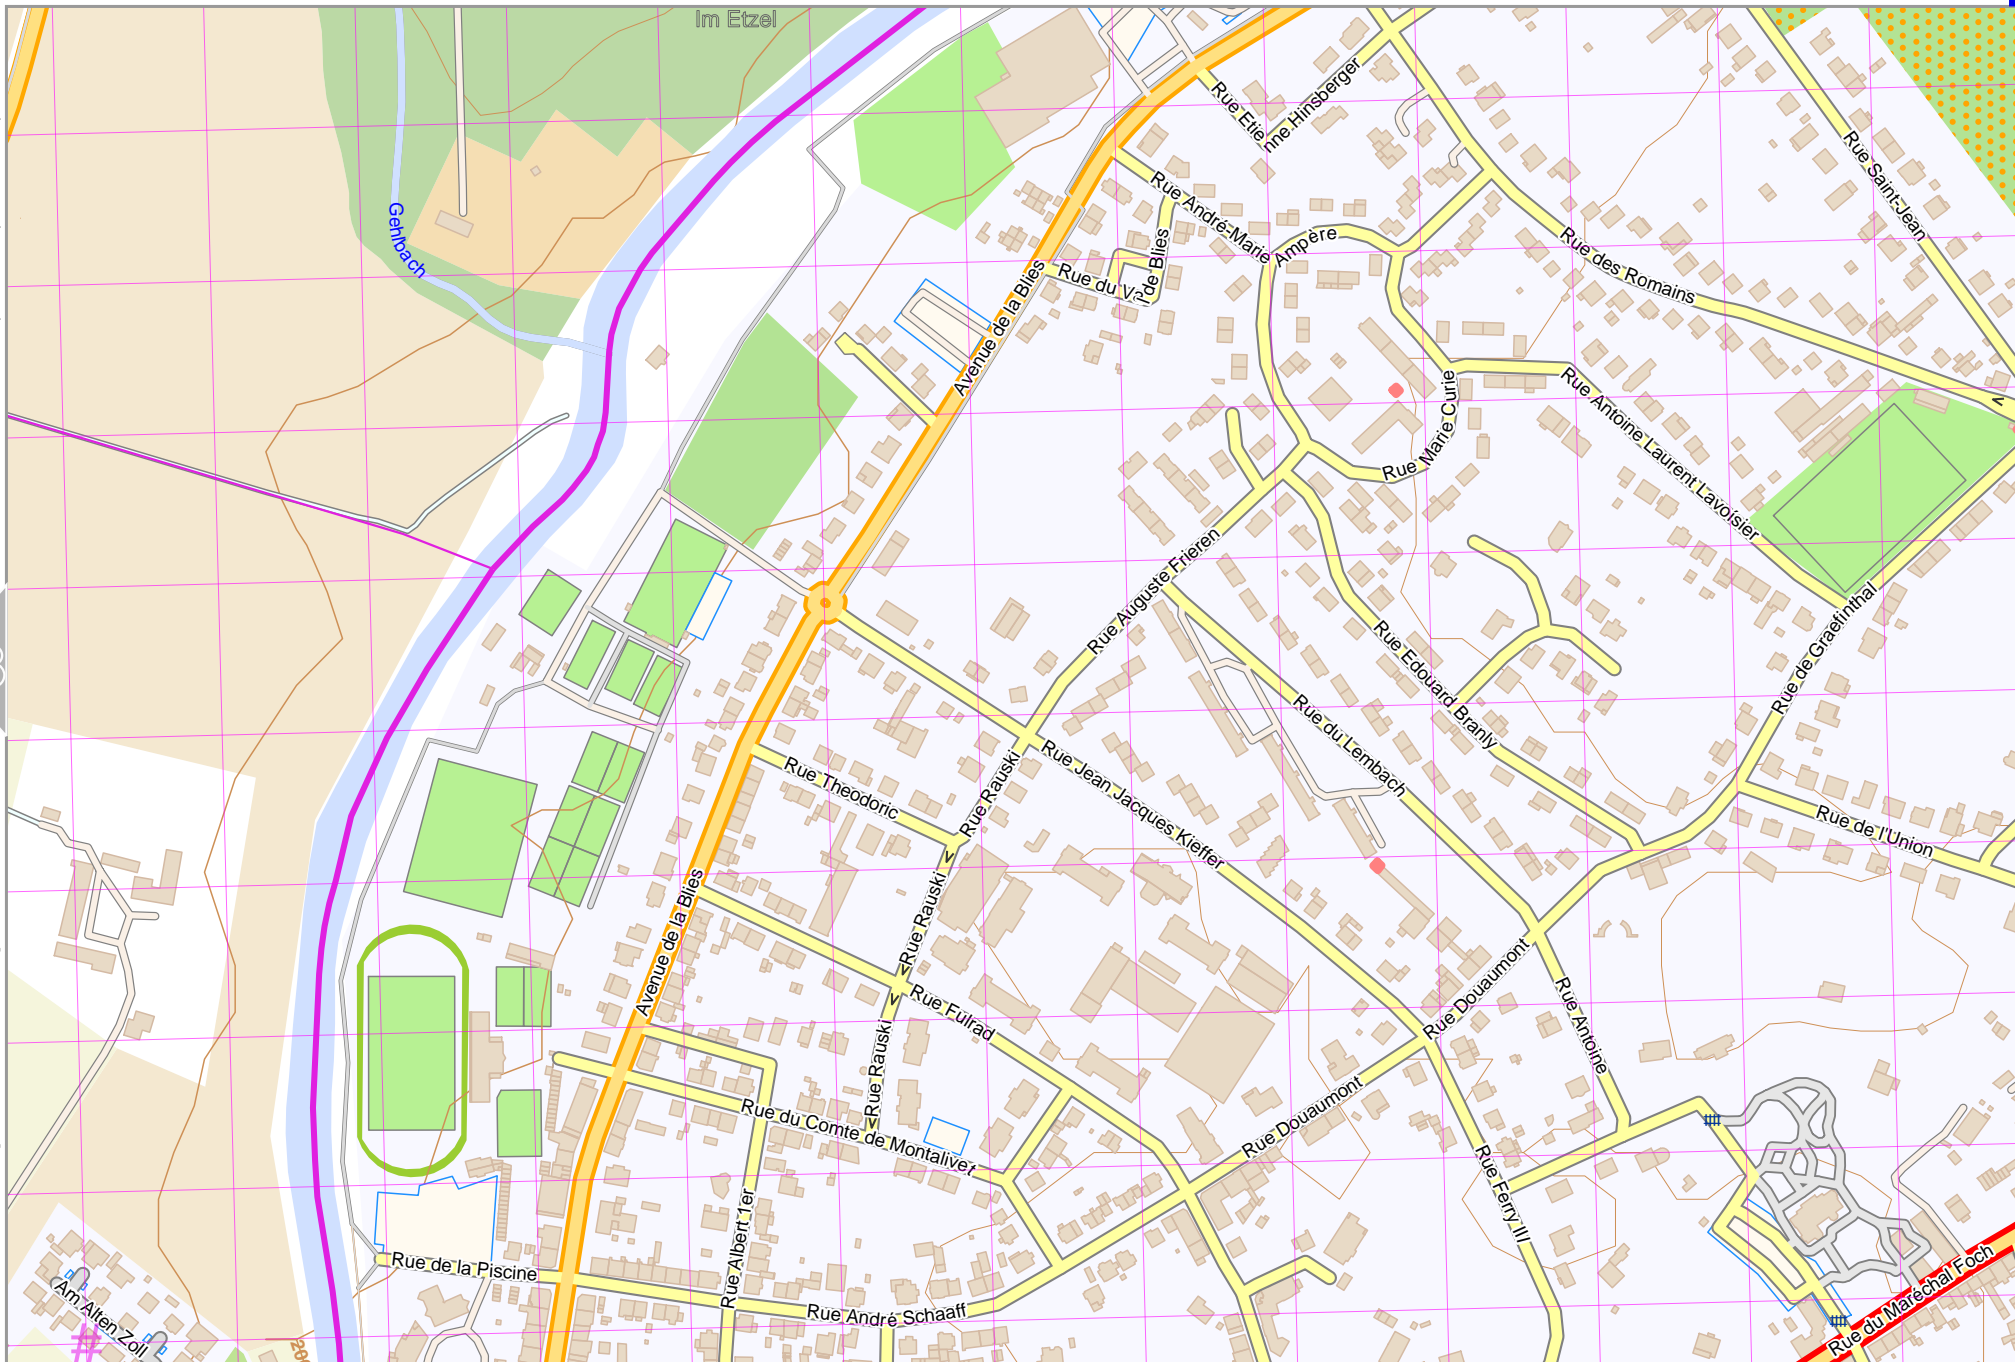 Im Etzel
Rue Etienne Hinsberger
Rue Saint-Jean
Rue André-Marie Ampère
Gehlbach
Rue des Romains
Rue du Val de Blies
Avenue de la Blies
Rue Marie Curie
Rue Antoine Laurent Lavoisier
Rue Auguste Frieren
Rue Edouard Branly
Rue de Graefinthal
Rue du Lembach
Rue Jean Jacques Kieffer
Rue Theodoric
Rue Rauski
Rue de l'Union
Rue Rauski
Avenue de la Blies
Rue Fulrad
Rue Douaumont
Rue Antoine
Rue Rauski
Rue du Comte de Montalivet
Rue Douaumont
Rue Ferry III
Rue Albert 1er
Rue de la Piscine
Rue André Schaaff
Am Alten Zoll
Rue du Maréchal Foch